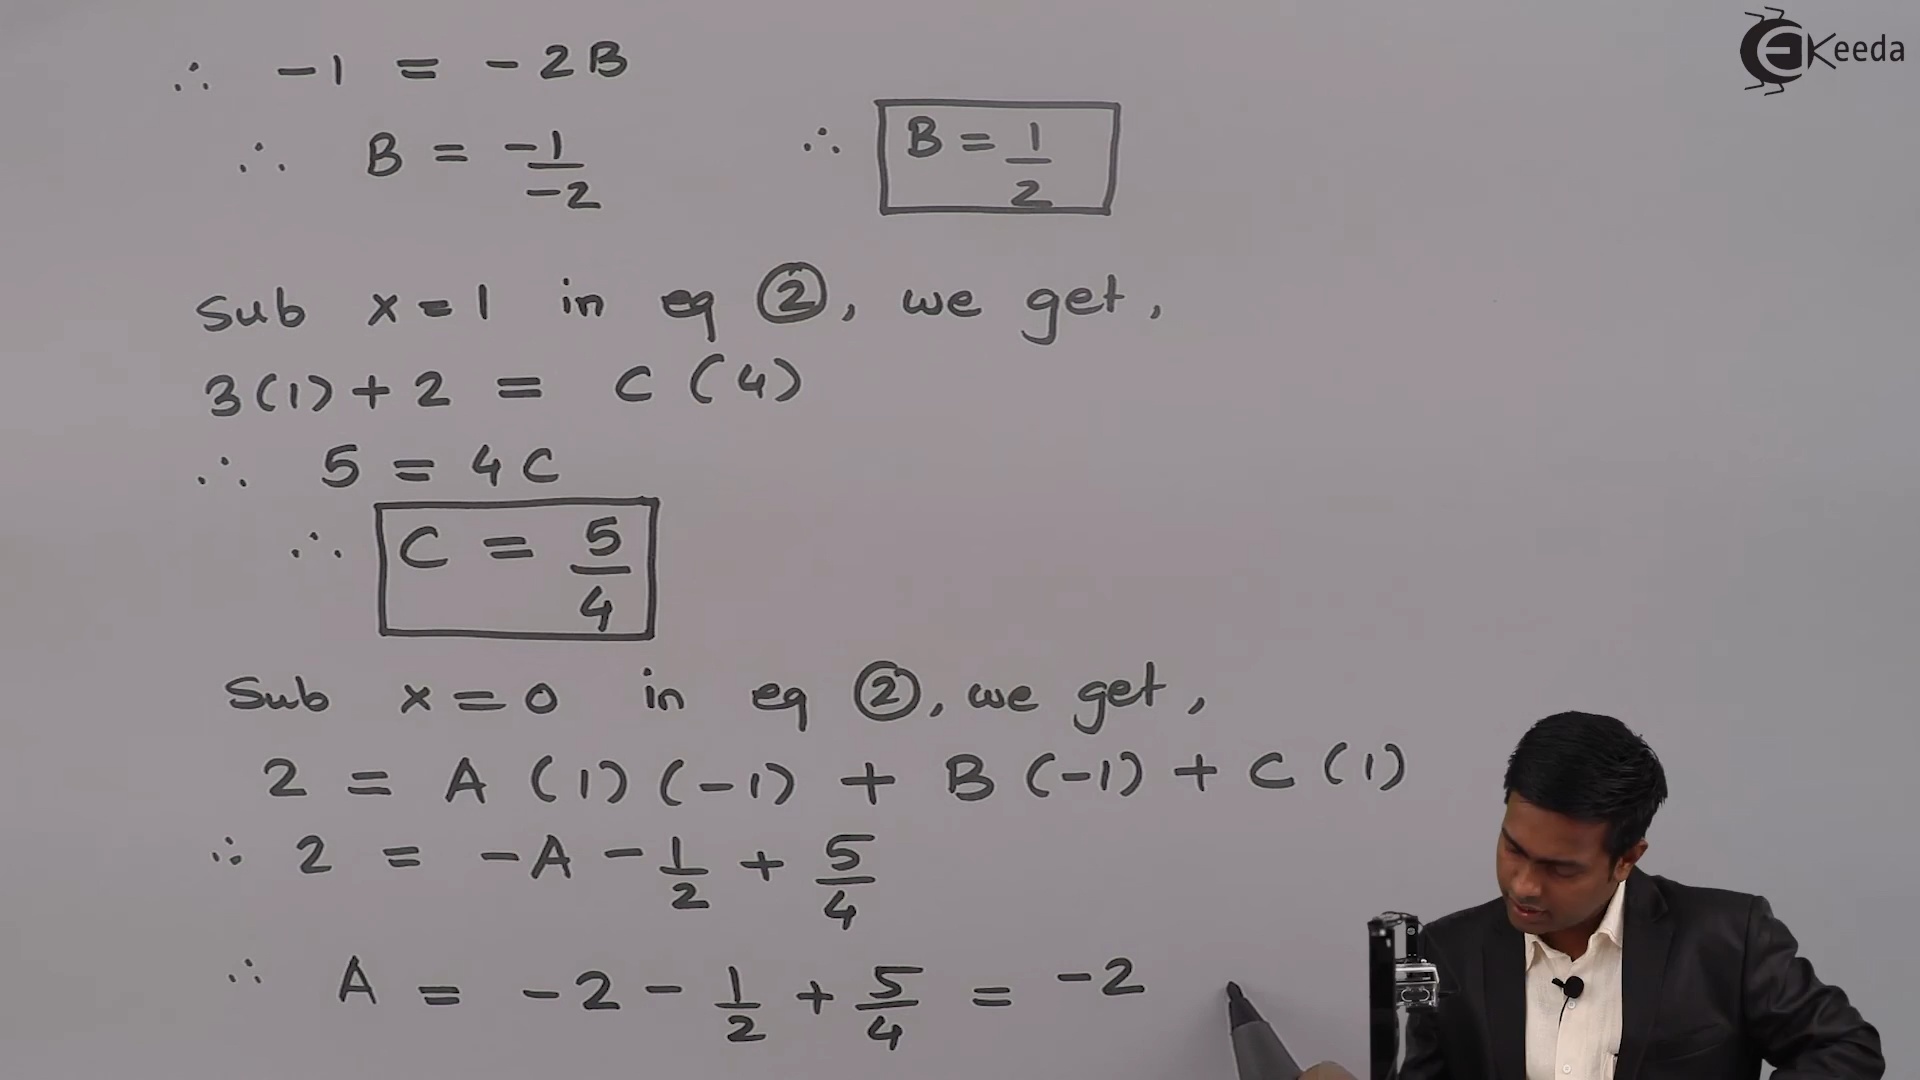 ∴ -1 = -2B
∴ B = -1/-2 ∴ B = 1/2
Sub x=1 in eq ②, we get,
3(1)+2 = C(4)
∴ 5 = 4C
∴ C = 5/4
Sub x=0 in eq ②, we get,
2 = A(1)(-1) + B(-1) + C(1)
∴ 2 = -A - 1/2 + 5/4
∴ A = -2 - 1/2 + 5/4 = -2
EKeeda